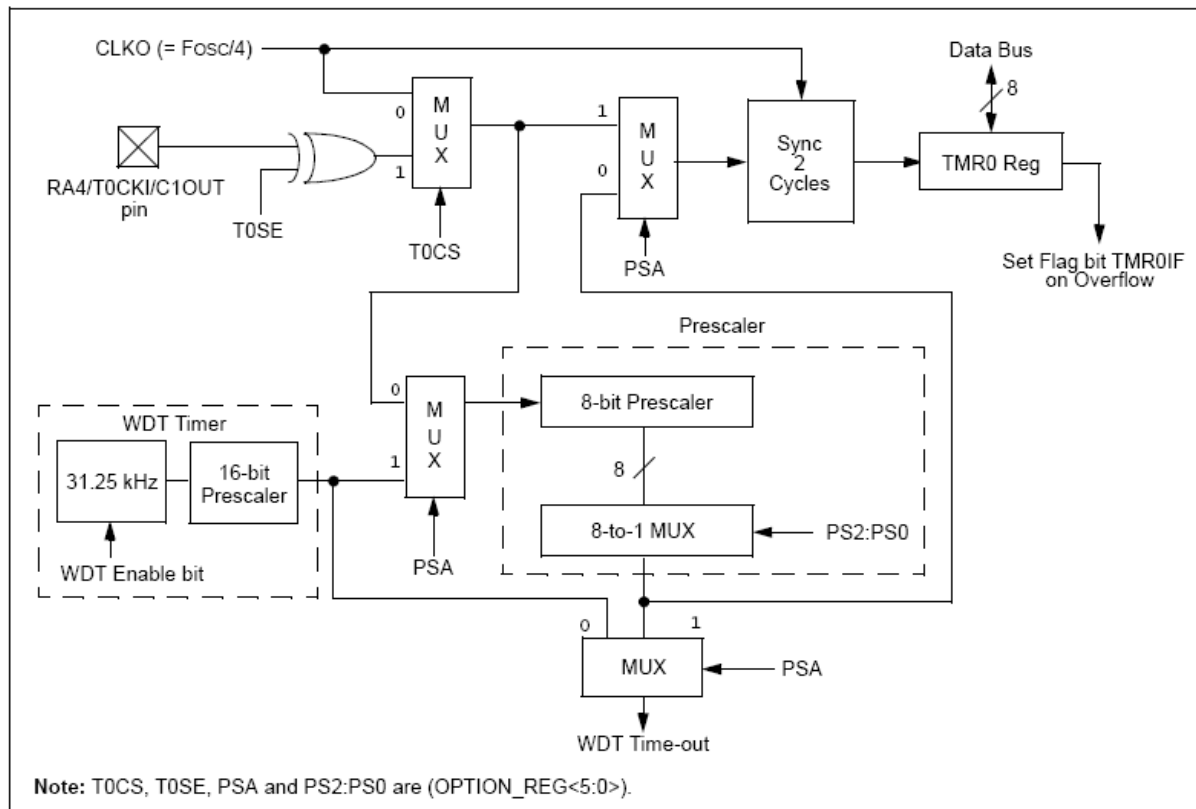 CLKO (= Fosc/4)
Data Bus
8
0
M
U
X
1
M
U
X
1
0
Sync
2
Cycles
TMR0 Reg
RA4/T0CKI/C1OUT
pin
T0SE
T0CS
PSA
Set Flag bit TMR0IF
on Overflow
Prescaler
0
M
U
X
1
8-bit Prescaler
WDT Timer
31.25 kHz
16-bit
Prescaler
8
8-to-1 MUX
PS2:PS0
WDT Enable bit
PSA
0
1
MUX
PSA
WDT Time-out
Note: T0CS, T0SE, PSA and PS2:PS0 are (OPTION_REG<5:0>).